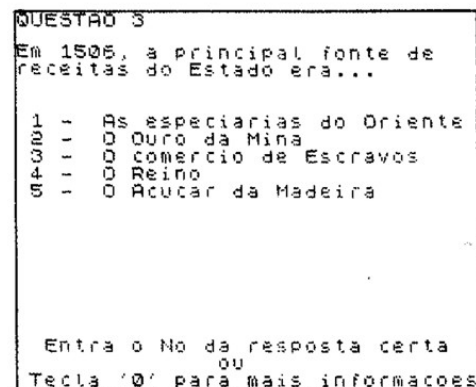 QUESTAO 3
Em 1506, a principal fonte de
receitas do Estado era...
1 - As especiarias do Oriente
2 - O Ouro da Mina
3 - O comercio de Escravos
4 - O Reino
5 - O Acucar da Madeira
Entra o No da resposta certa
ou
Tecla '0' para mais informacoes